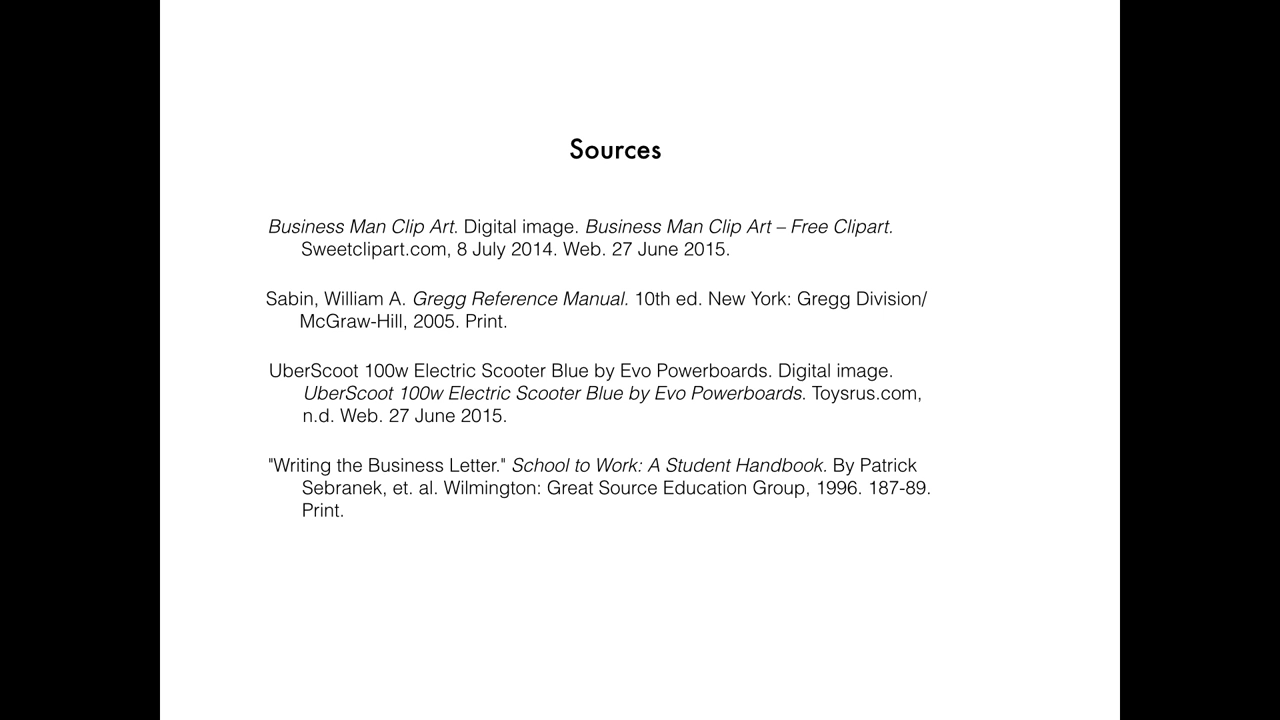 Sources
Business Man Clip Art. Digital image. Business Man Clip Art – Free Clipart.
Sweetclipart.com, 8 July 2014. Web. 27 June 2015.
Sabin, William A. Gregg Reference Manual. 10th ed. New York: Gregg Division/
McGraw-Hill, 2005. Print.
UberScoot 100w Electric Scooter Blue by Evo Powerboards. Digital image.
UberScoot 100w Electric Scooter Blue by Evo Powerboards. Toysrus.com,
n.d. Web. 27 June 2015.
"Writing the Business Letter." School to Work: A Student Handbook. By Patrick
Sebranek, et. al. Wilmington: Great Source Education Group, 1996. 187-89.
Print.